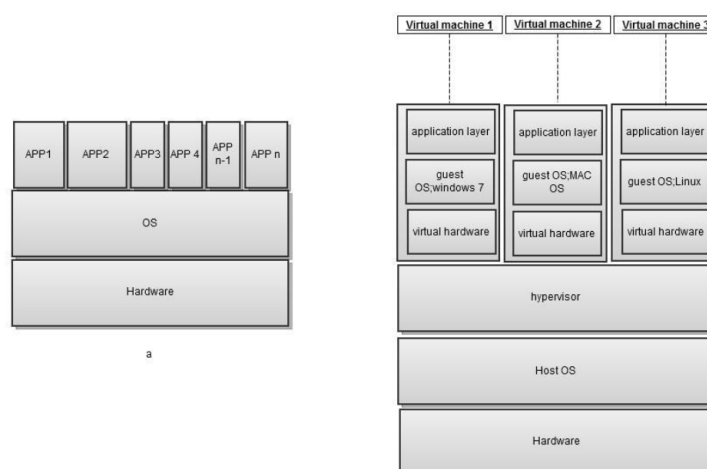 APP1
APP2
APP3
APP 4
APP
n-1
APP n
OS
Hardware
a
Virtual machine 1
Virtual machine 2
Virtual machine 3
application layer
guest
OS;windows 7
virtual hardware
application layer
guest OS;MAC
OS
virtual hardware
application layer
guest OS;Linux
virtual hardware
hypervisor
Host OS
Hardware